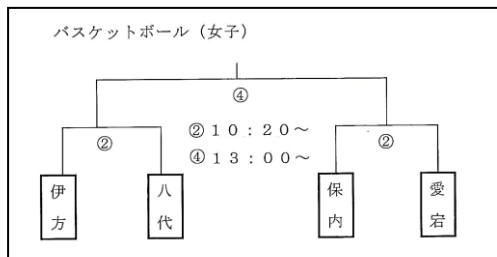 バスケットボール（女子）
④
②１０：２０～
④１３：００～
②
②
伊方
八代
保内
愛宕